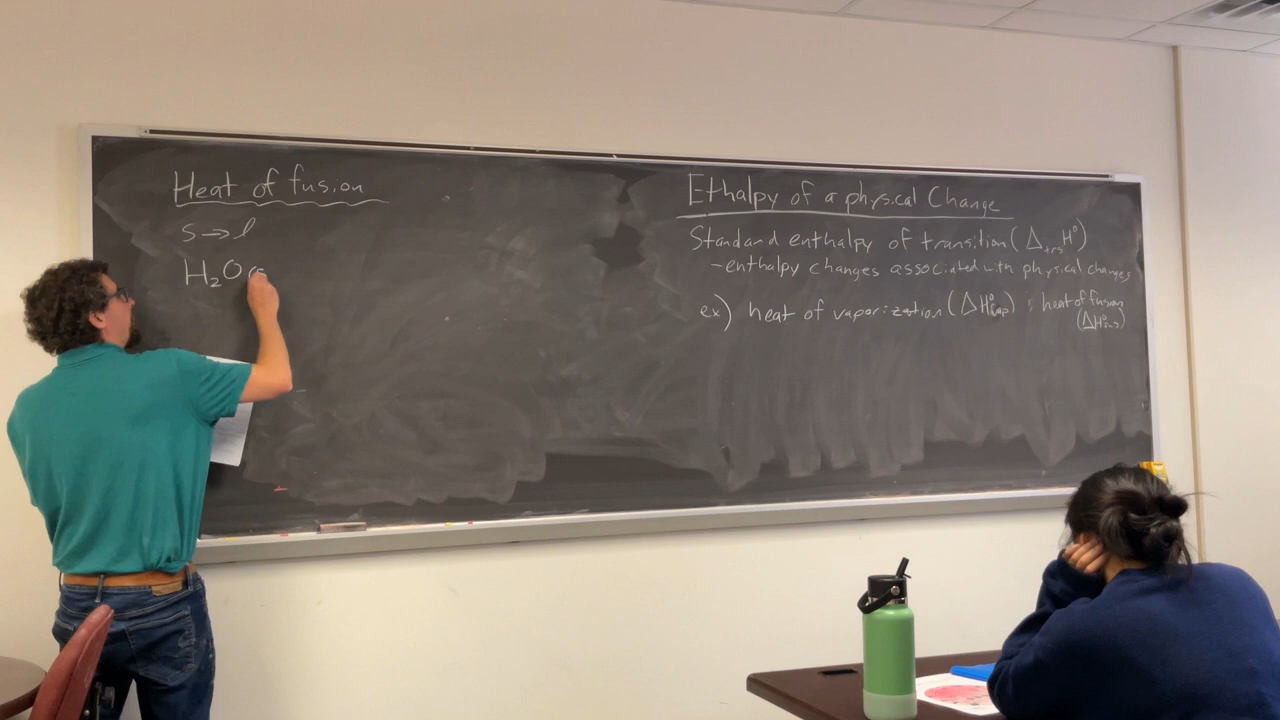 Heat of fusion
S → l
H₂O(
Ethalpy of a physical Change
Standard enthalpy of transition (Δtrs H°)
- enthalpy changes associated with physical changes
ex) heat of vaporization (ΔH°vap) ; heat of fusion
(ΔH°fus)